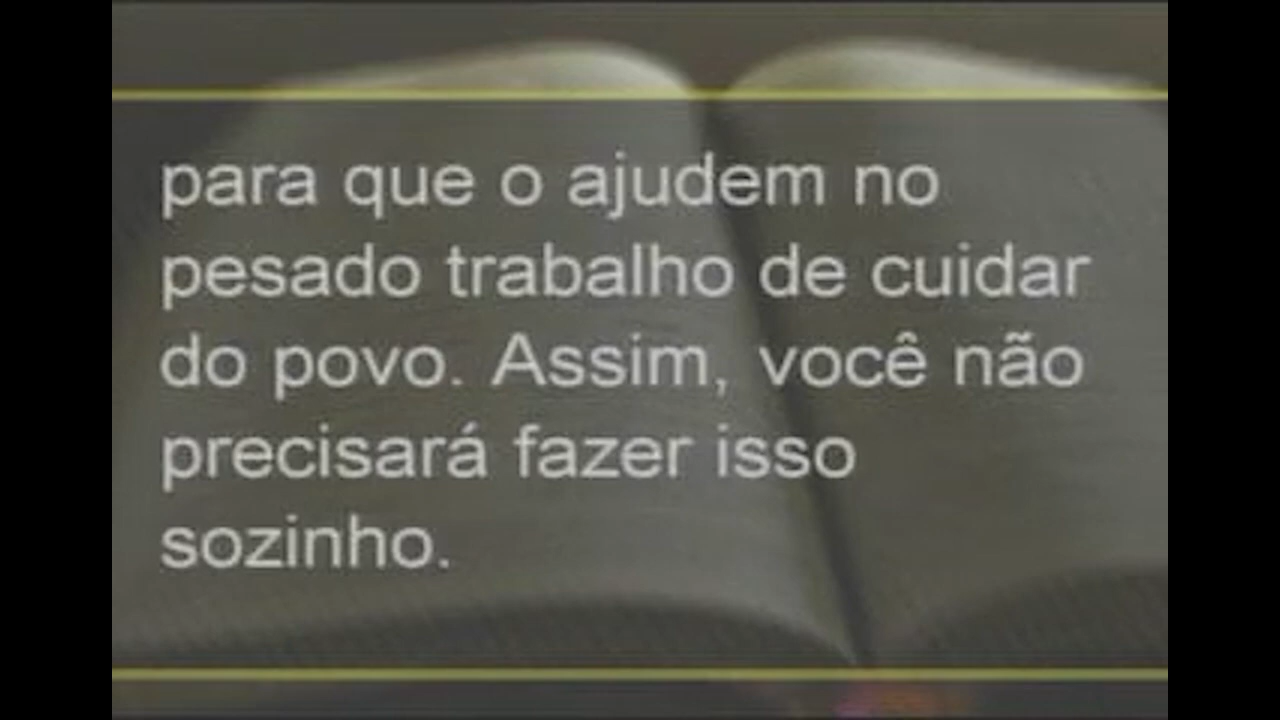 para que o ajudem no
pesado trabalho de cuidar
do povo. Assim, você não
precisará fazer isso
sozinho.